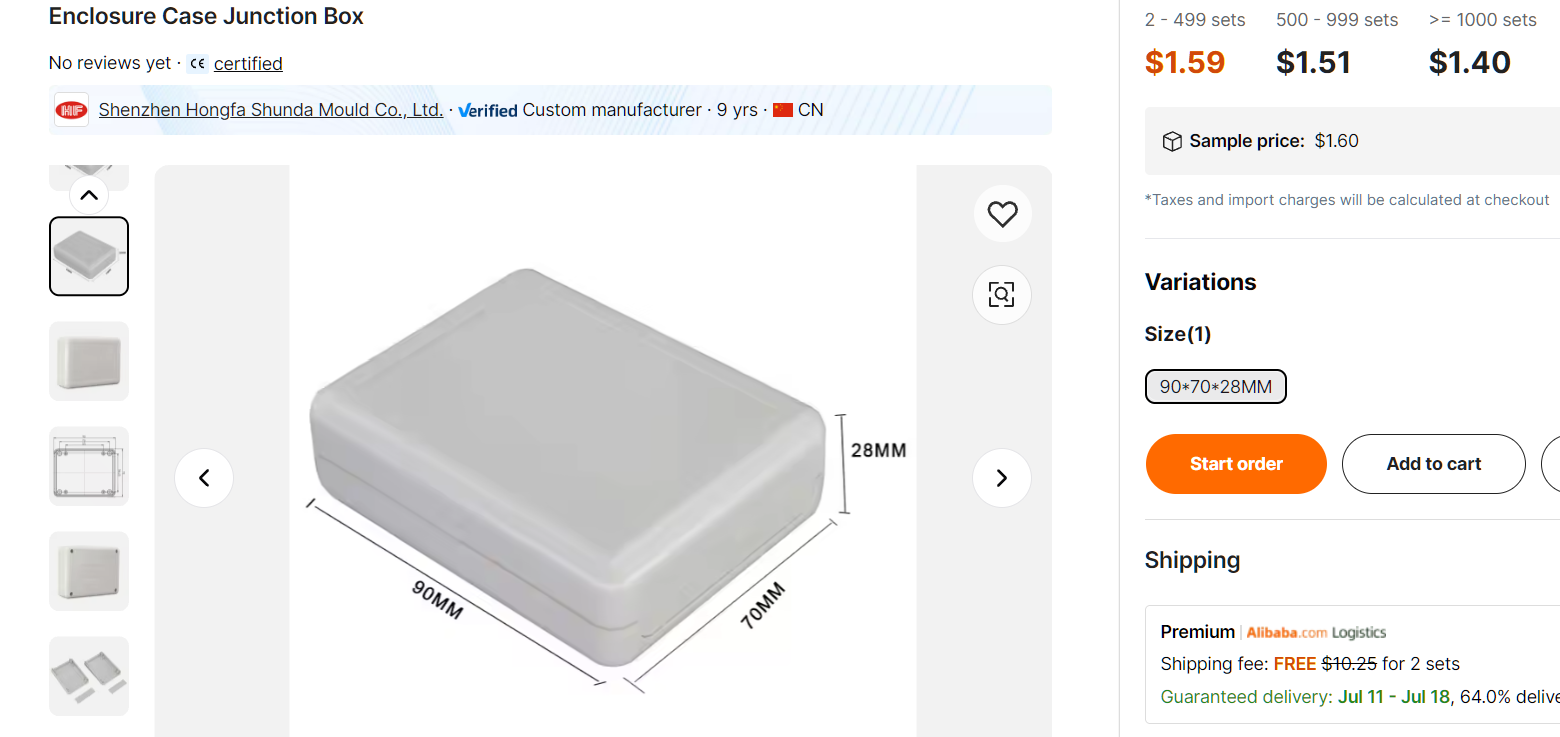 Enclosure Case Junction Box
No reviews yet · CE certified
HF Shenzhen Hongfa Shunda Mould Co., Ltd. · Verified Custom manufacturer · 9 yrs · CN
28MM
90MM
70MM
2 - 499 sets 500 - 999 sets >= 1000 sets
$1.59 $1.51 $1.40
Sample price: $1.60
*Taxes and import charges will be calculated at checkout
Variations
Size(1)
90*70*28MM
Start order Add to cart
Shipping
Premium | Alibaba.com Logistics
Shipping fee: FREE $10.25 for 2 sets
Guaranteed delivery: Jul 11 - Jul 18, 64.0% delive